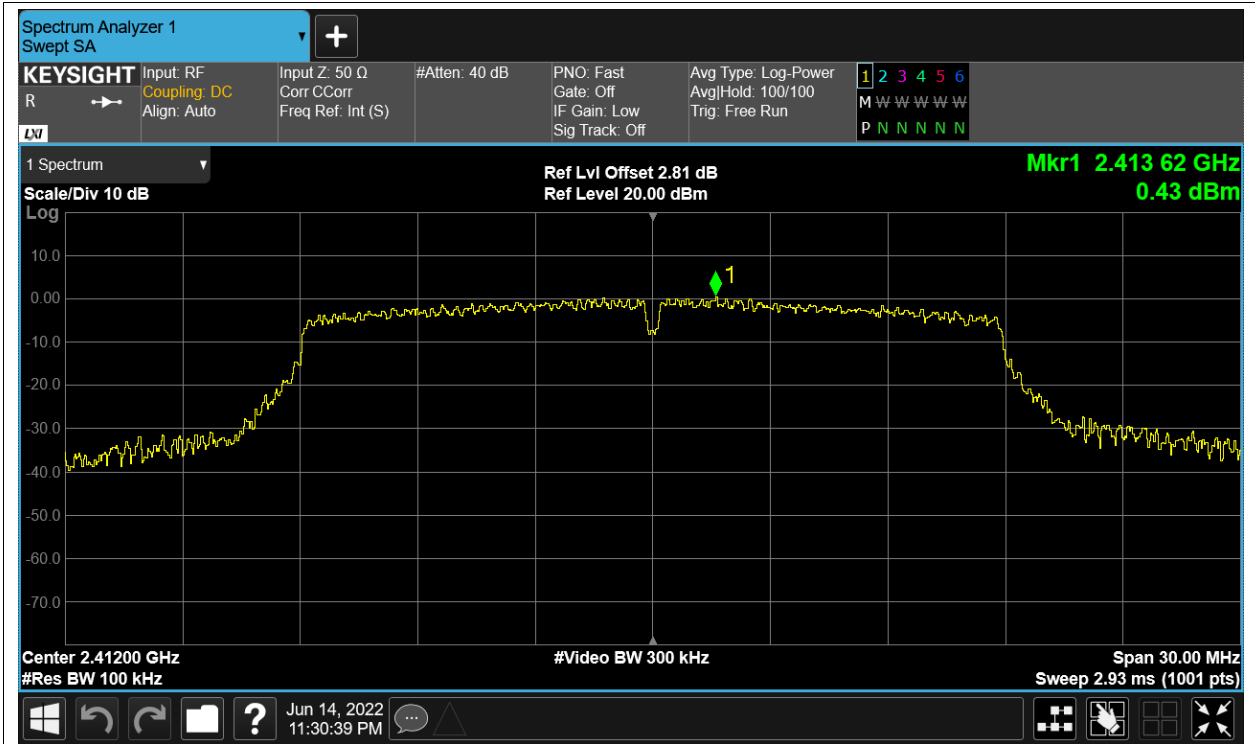 Spectrum Analyzer 1
Swept SA
KEYSIGHT
R
LXI
Input: RF
Coupling: DC
Align: Auto
Input Z: 50 Ω
Corr CCorr
Freq Ref: Int (S)
#Atten: 40 dB
PNO: Fast
Gate: Off
IF Gain: Low
Sig Track: Off
Avg Type: Log-Power
Avg|Hold: 100/100
Trig: Free Run
1 2 3 4 5 6
M W W W W W
P N N N N N
1 Spectrum
Scale/Div 10 dB
Log
Ref Lvl Offset 2.81 dB
Ref Level 20.00 dBm
Mkr1 2.413 62 GHz
0.43 dBm
1
10.0
0.00
-10.0
-20.0
-30.0
-40.0
-50.0
-60.0
-70.0
Center 2.41200 GHz
#Res BW 100 kHz
#Video BW 300 kHz
Span 30.00 MHz
Sweep 2.93 ms (1001 pts)
?
Jun 14, 2022
11:30:39 PM